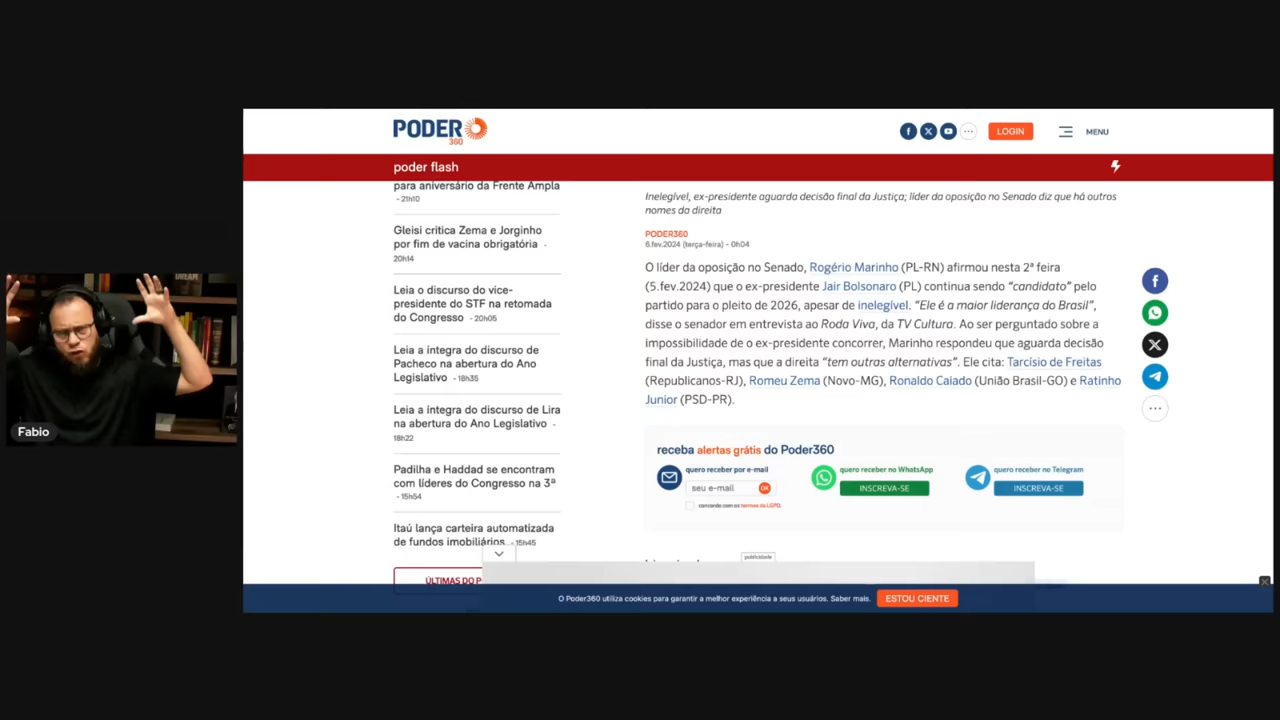 PODER
360
LOGIN
MENU
poder flash
para aniversário da Frente Ampla
- 21h10
Gleisi critica Zema e Jorginho
por fim de vacina obrigatória -
20h14
Leia o discurso do vice-
presidente do STF na retomada
do Congresso - 20h05
Leia a íntegra do discurso de
Pacheco na abertura do Ano
Legislativo - 18h35
Leia a íntegra do discurso de Lira
na abertura do Ano Legislativo -
18h22
Padilha e Haddad se encontram
com líderes do Congresso na 3ª
- 15h54
Itaú lança carteira automatizada
de fundos imobiliários - 15h45
ÚLTIMAS DO P
Inelegível, ex-presidente aguarda decisão final da Justiça; líder da oposição no Senado diz que há outros
nomes da direita
PODER360
6.fev.2024 (terça-feira) - 0h04
O líder da oposição no Senado, Rogério Marinho (PL-RN) afirmou nesta 2ª feira
(5.fev.2024) que o ex-presidente Jair Bolsonaro (PL) continua sendo “candidato” pelo
partido para o pleito de 2026, apesar de inelegível. “Ele é a maior liderança do Brasil”,
disse o senador em entrevista ao Roda Viva, da TV Cultura. Ao ser perguntado sobre a
impossibilidade de o ex-presidente concorrer, Marinho respondeu que aguarda decisão
final da Justiça, mas que a direita “tem outras alternativas”. Ele cita: Tarcísio de Freitas
(Republicanos-RJ), Romeu Zema (Novo-MG), Ronaldo Caiado (União Brasil-GO) e Ratinho
Junior (PSD-PR).
receba alertas grátis do Poder360
quero receber por e-mail
seu e-mail OK
concordo com os termos da LGPD.
quero receber no WhatsApp
INSCREVA-SE
quero receber no Telegram
INSCREVA-SE
publicidade
O Poder360 utiliza cookies para garantir a melhor experiência a seus usuários. Saber mais.
ESTOU CIENTE
Fabio
DREAM